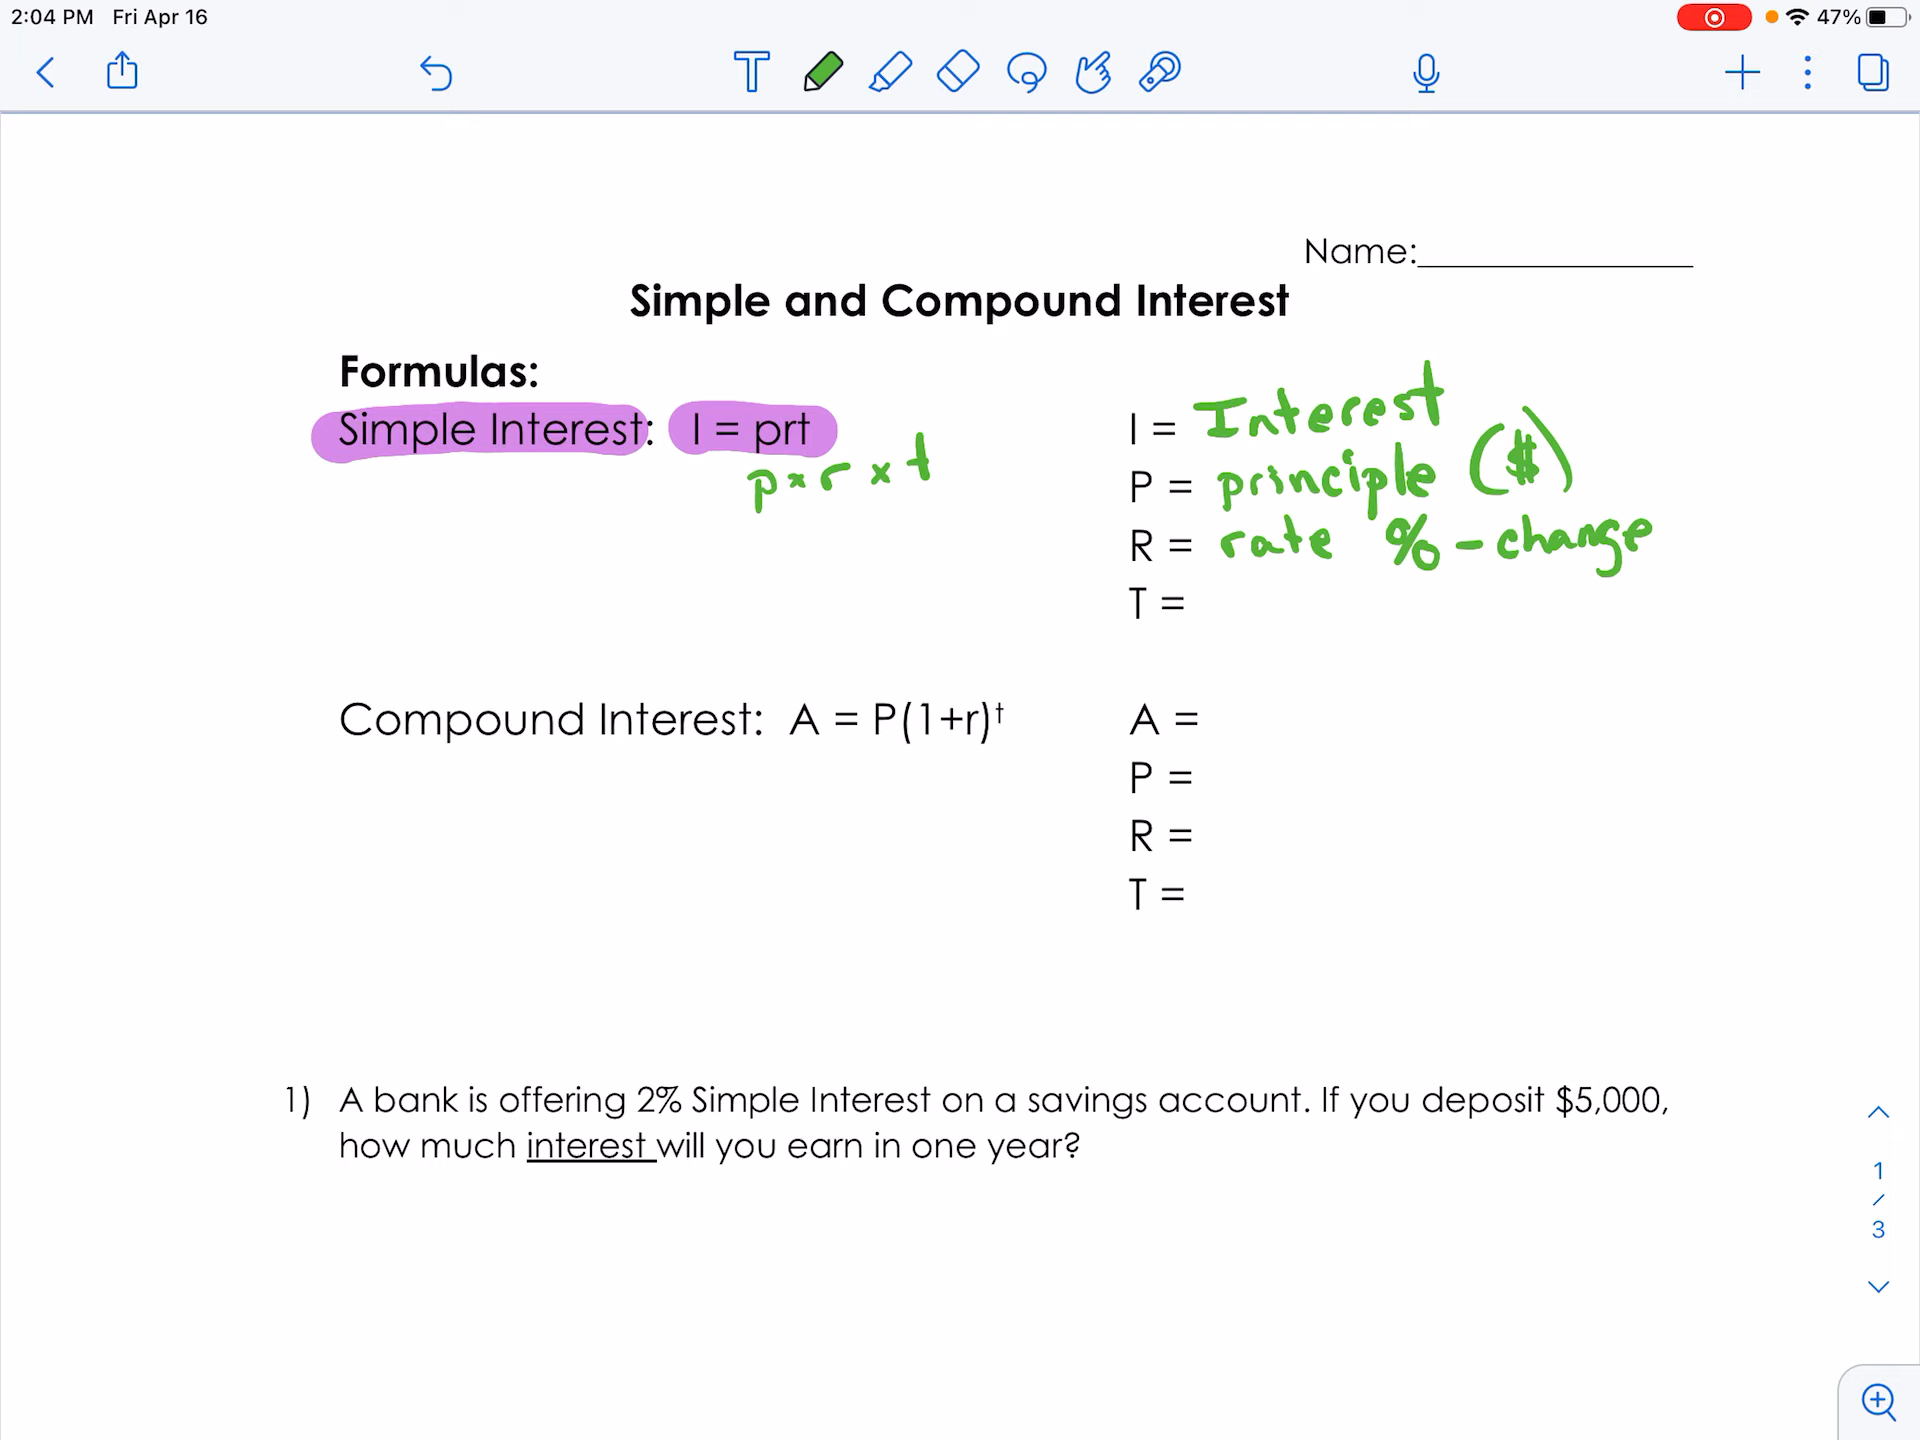 2:04 PM Fri Apr 16 47%
T
Name:_______________
Simple and Compound Interest
Formulas:
Simple Interest: I = prt
p × r × t
I = Interest
P = principle ($)
R = rate % - change
T =
Compound Interest: A = P(1+r)ᵗ
A =
P =
R =
T =
1) A bank is offering 2% Simple Interest on a savings account. If you deposit $5,000,
how much interest will you earn in one year?
1
/
3